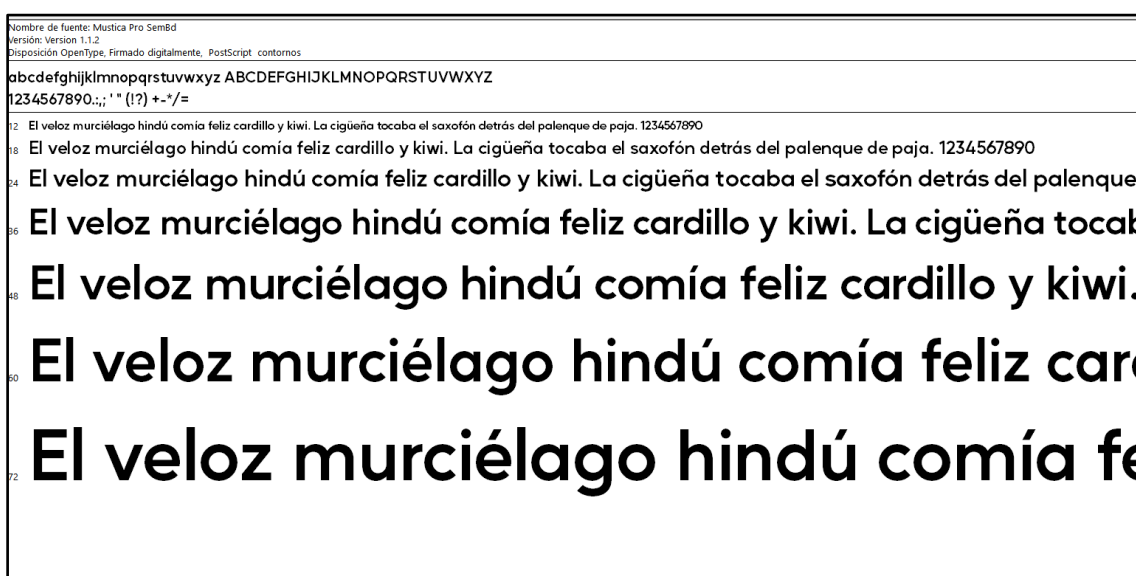 Nombre de fuente: Mustica Pro SemBd
Versión: Version 1.1.2
Disposición OpenType, Firmado digitalmente, PostScript contornos
abcdefghijklmnopqrstuvwxyz ABCDEFGHIJKLMNOPQRSTUVWXYZ
1234567890.:,; ' " (!?) +-*/=
12 El veloz murciélago hindú comía feliz cardillo y kiwi. La cigüeña tocaba el saxofón detrás del palenque de paja. 1234567890
18 El veloz murciélago hindú comía feliz cardillo y kiwi. La cigüeña tocaba el saxofón detrás del palenque de paja. 1234567890
24 El veloz murciélago hindú comía feliz cardillo y kiwi. La cigüeña tocaba el saxofón detrás del palenque
36 El veloz murciélago hindú comía feliz cardillo y kiwi. La cigüeña tocab
48 El veloz murciélago hindú comía feliz cardillo y kiwi.
60 El veloz murciélago hindú comía feliz card
72 El veloz murciélago hindú comía fe